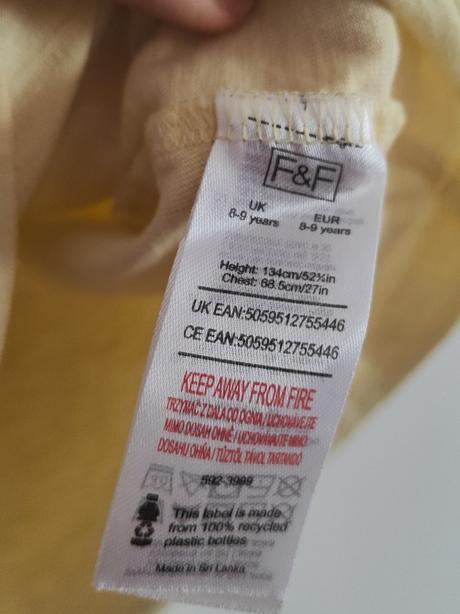 F&F
UK EUR
8-9 years 8-9 years
Height: 134cm/52¾in
Chest: 68.5cm/27in
UK EAN:5059512755446
CE EAN:5059512755446
KEEP AWAY FROM FIRE
TRZYMAĆ Z DALA OD OGNIA / UCHOVÁVEJTE
MIMO DOSAH OHNĚ / UCHOVÁVAJTE MIMO
DOSAHU OHŇA / TŰZTŐL TÁVOL TARTANDÓ
592-3999
This label is made
from 100% recycled
plastic bottles
Made in Sri Lanka